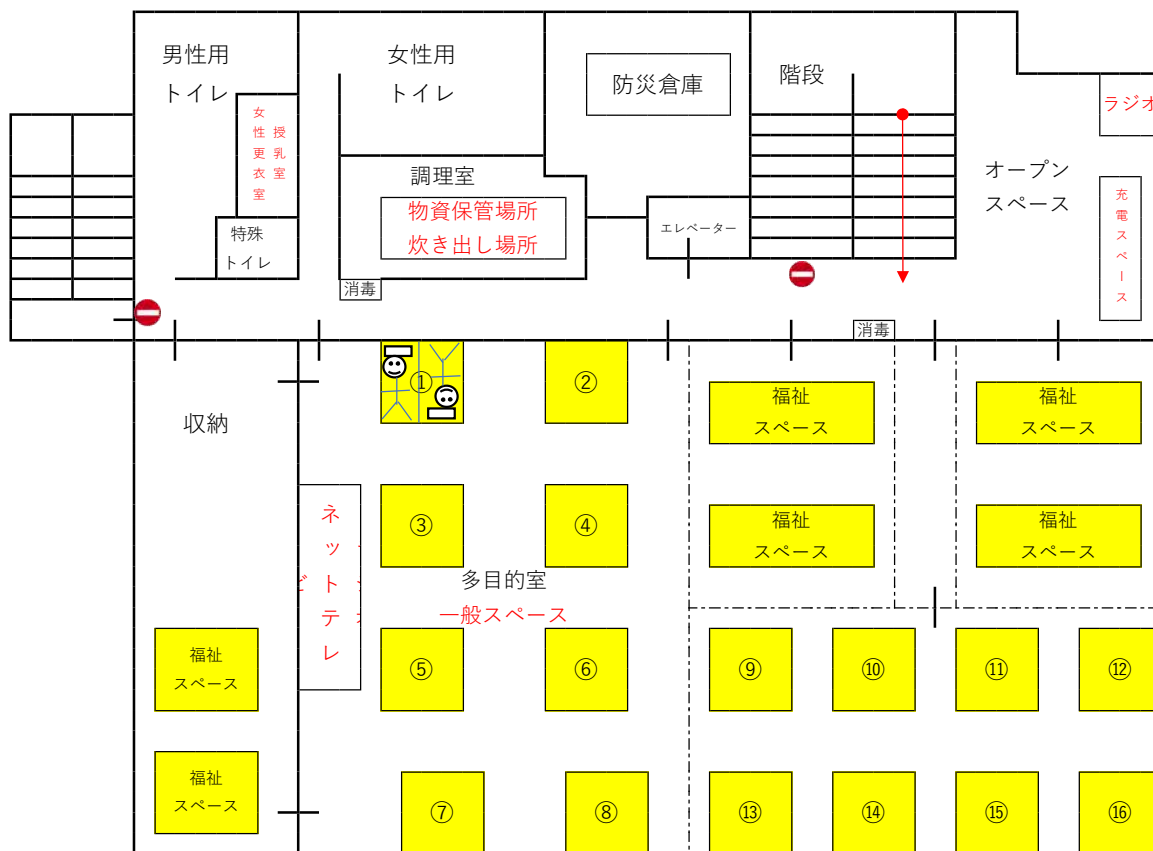 男性用
トイレ
女性用
トイレ
防災倉庫
階段
ラジオ
女性更衣室
授乳室
調理室
物資保管場所
炊き出し場所
オープン
スペース
充電スペース
特殊
トイレ
エレベーター
消毒
消毒
①
②
収納
福祉
スペース
福祉
スペース
③
④
福祉
スペース
福祉
スペース
ネットテレ
多目的室
一般スペース
⑤
⑥
⑨
⑩
⑪
⑫
福祉
スペース
福祉
スペース
⑦
⑧
⑬
⑭
⑮
⑯